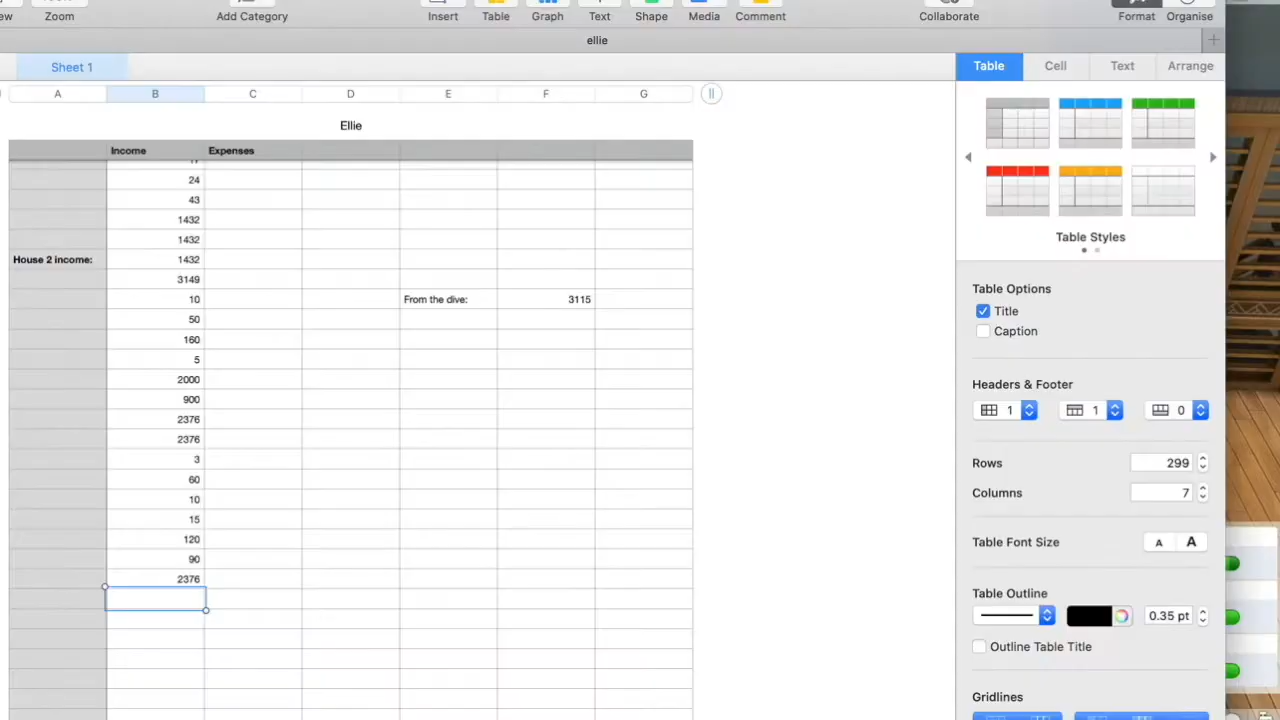 Zoom Add Category Insert Table Graph Text Shape Media Comment Collaborate Format Organise
ellie
Sheet 1
Table Cell Text Arrange
A B C D E F G
Ellie
Income Expenses
24
43
1432
1432
House 2 income: 1432
3149
10 From the dive: 3115
50
160
5
2000
900
2376
2376
3
60
10
15
120
90
2376
Table Styles
Table Options
Title
Caption
Headers & Footer
1 1 0
Rows 299
Columns 7
Table Font Size A A
Table Outline
0.35 pt
Outline Table Title
Gridlines